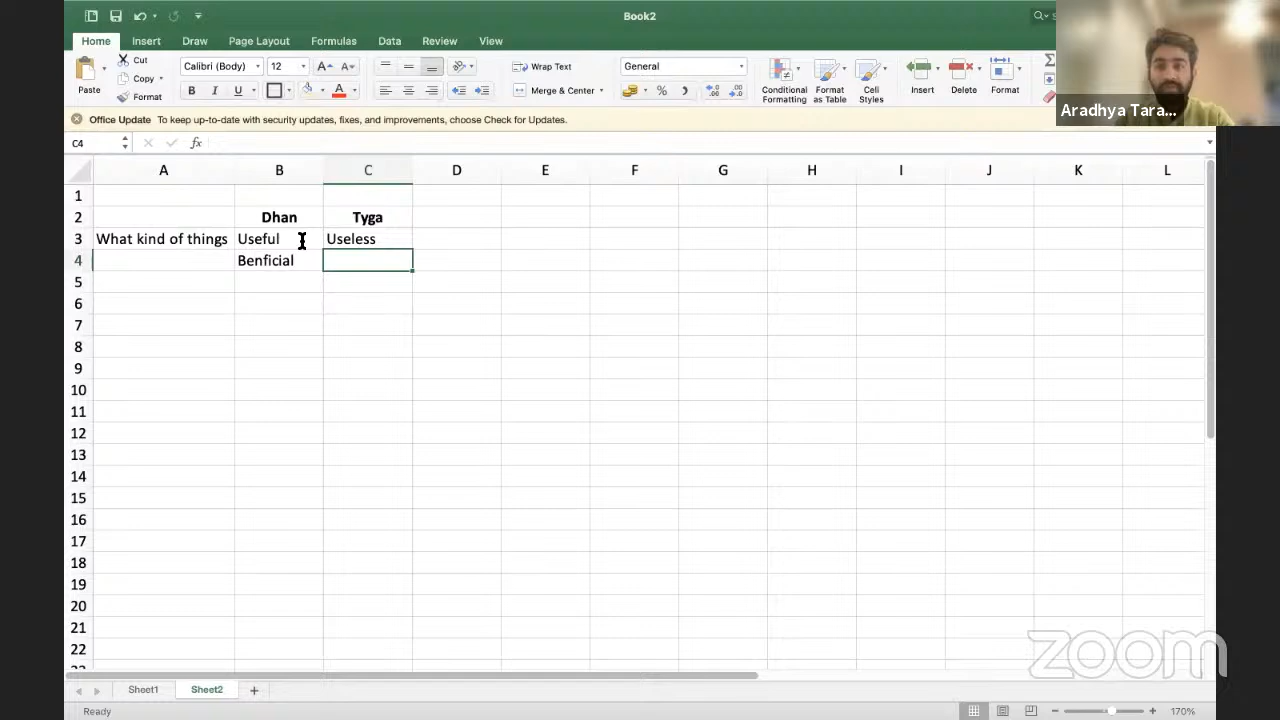 Book2
Home Insert Draw Page Layout Formulas Data Review View
Paste Cut Copy Format
Calibri (Body) 12 A A
B I U A
Wrap Text
Merge & Center
General
%
Conditional Formatting
Format as Table
Cell Styles
Insert Delete Format
Aradhya Tara...
Office Update To keep up-to-date with security updates, fixes, and improvements, choose Check for Updates.
C4 fx
A B C D E F G H I J K L
1
2 Dhan Tyga
3 What kind of things Useful Useless
4 Benficial
5
6
7
8
9
10
11
12
13
14
15
16
17
18
19
20
21
22
zoom
Sheet1 Sheet2 +
Ready 170%